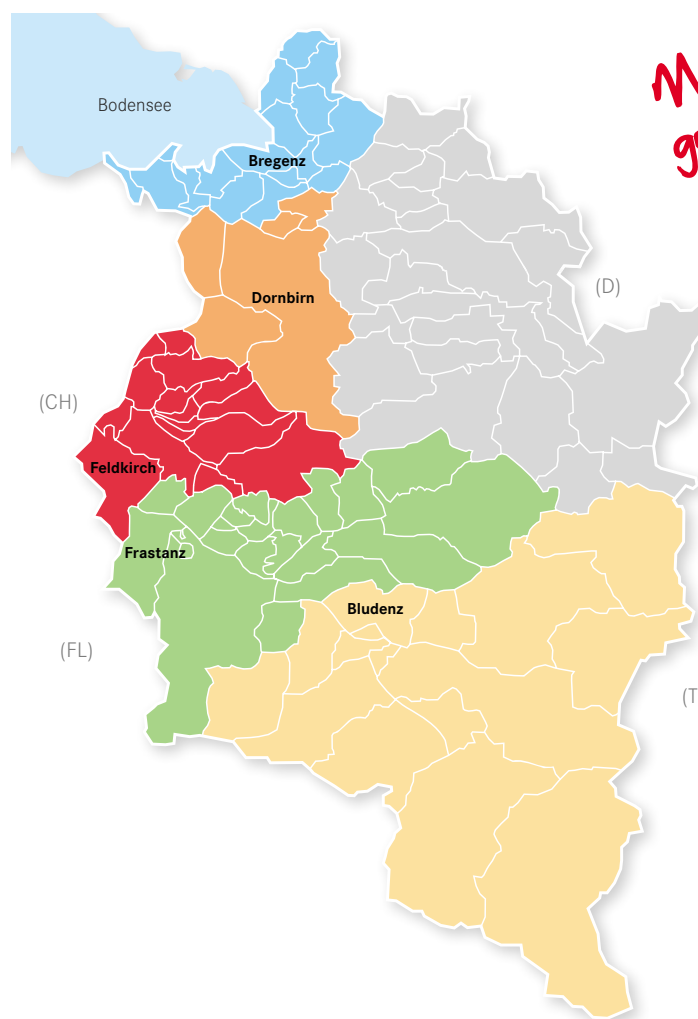 Bodensee
Bregenz
(D)
Dornbirn
(CH)
Feldkirch
Frastanz
Bludenz
(FL)